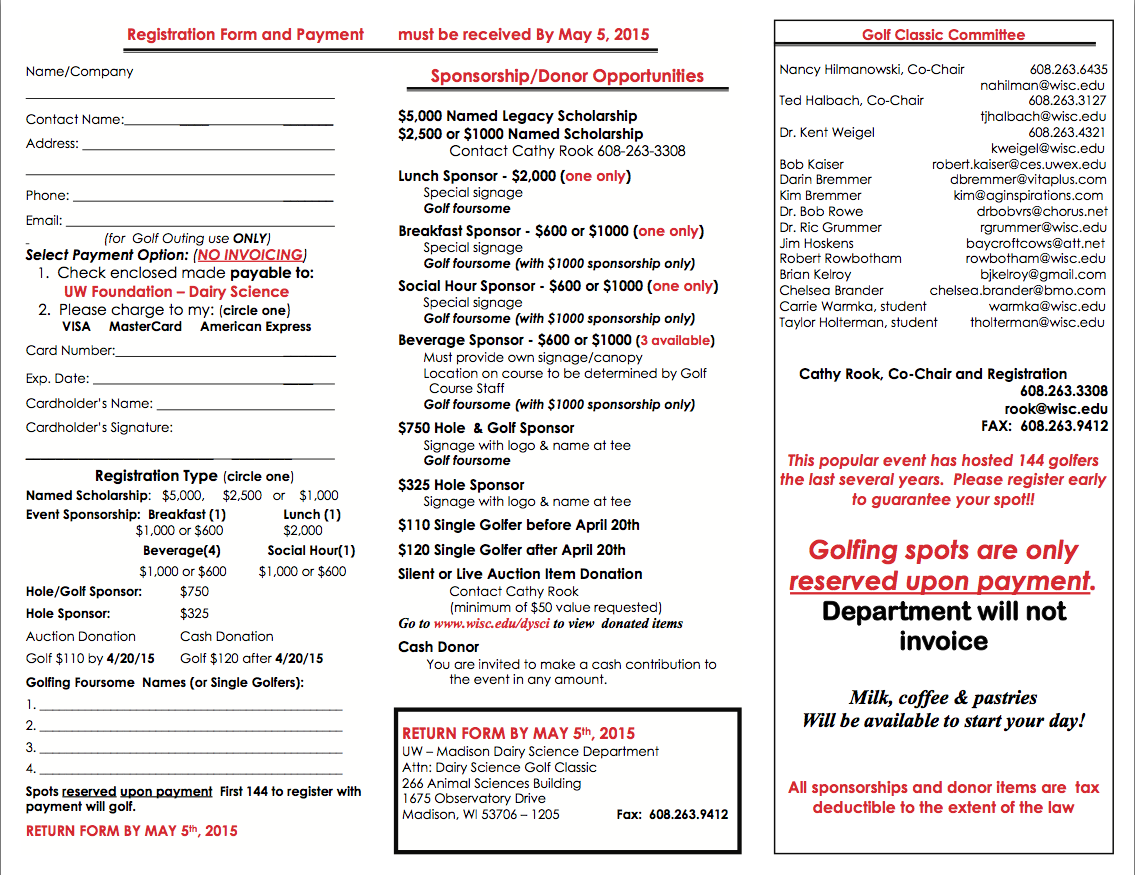 Registration Form and Payment must be received By May 5, 2015
Name/Company
Contact Name:
Address:
Phone:
Email:
(for Golf Outing use ONLY)
Select Payment Option: (NO INVOICING)
1. Check enclosed made payable to:
UW Foundation – Dairy Science
2. Please charge to my: (circle one)
VISA MasterCard American Express
Card Number:
Exp. Date:
Cardholder's Name:
Cardholder's Signature:
Registration Type (circle one)
Named Scholarship: $5,000, $2,500 or $1,000
Event Sponsorship: Breakfast (1) Lunch (1)
$1,000 or $600 $2,000
Beverage(4) Social Hour(1)
$1,000 or $600 $1,000 or $600
Hole/Golf Sponsor: $750
Hole Sponsor: $325
Auction Donation Cash Donation
Golf $110 by 4/20/15 Golf $120 after 4/20/15
Golfing Foursome Names (or Single Golfers):
1.
2.
3.
4.
Spots reserved upon payment First 144 to register with
payment will golf.
RETURN FORM BY MAY 5th, 2015
Sponsorship/Donor Opportunities
$5,000 Named Legacy Scholarship
$2,500 or $1000 Named Scholarship
Contact Cathy Rook 608-263-3308
Lunch Sponsor - $2,000 (one only)
Special signage
Golf foursome
Breakfast Sponsor - $600 or $1000 (one only)
Special signage
Golf foursome (with $1000 sponsorship only)
Social Hour Sponsor - $600 or $1000 (one only)
Special signage
Golf foursome (with $1000 sponsorship only)
Beverage Sponsor - $600 or $1000 (3 available)
Must provide own signage/canopy
Location on course to be determined by Golf
Course Staff
Golf foursome (with $1000 sponsorship only)
$750 Hole & Golf Sponsor
Signage with logo & name at tee
Golf foursome
$325 Hole Sponsor
Signage with logo & name at tee
$110 Single Golfer before April 20th
$120 Single Golfer after April 20th
Silent or Live Auction Item Donation
Contact Cathy Rook
(minimum of $50 value requested)
Go to www.wisc.edu/dysci to view donated items
Cash Donor
You are invited to make a cash contribution to
the event in any amount.
RETURN FORM BY MAY 5th, 2015
UW – Madison Dairy Science Department
Attn: Dairy Science Golf Classic
266 Animal Sciences Building
1675 Observatory Drive
Madison, WI 53706 – 1205 Fax: 608.263.9412
Golf Classic Committee
Nancy Hilmanowski, Co-Chair 608.263.6435
nahilman@wisc.edu
Ted Halbach, Co-Chair 608.263.3127
tjhalbach@wisc.edu
Dr. Kent Weigel 608.263.4321
kweigel@wisc.edu
Bob Kaiser robert.kaiser@ces.uwex.edu
Darin Bremmer dbremmer@vitaplus.com
Kim Bremmer kim@aginspirations.com
Dr. Bob Rowe drbobvrs@chorus.net
Dr. Ric Grummer rgrummer@wisc.edu
Jim Hoskens baycroftcows@att.net
Robert Rowbotham rowbotham@wisc.edu
Brian Kelroy bjkelroy@gmail.com
Chelsea Brander chelsea.brander@bmo.com
Carrie Warmka, student warmka@wisc.edu
Taylor Holterman, student tholterman@wisc.edu
Cathy Rook, Co-Chair and Registration
608.263.3308
rook@wisc.edu
FAX: 608.263.9412
This popular event has hosted 144 golfers
the last several years. Please register early
to guarantee your spot!!
Golfing spots are only
reserved upon payment.
Department will not
invoice
Milk, coffee & pastries
Will be available to start your day!
All sponsorships and donor items are tax
deductible to the extent of the law